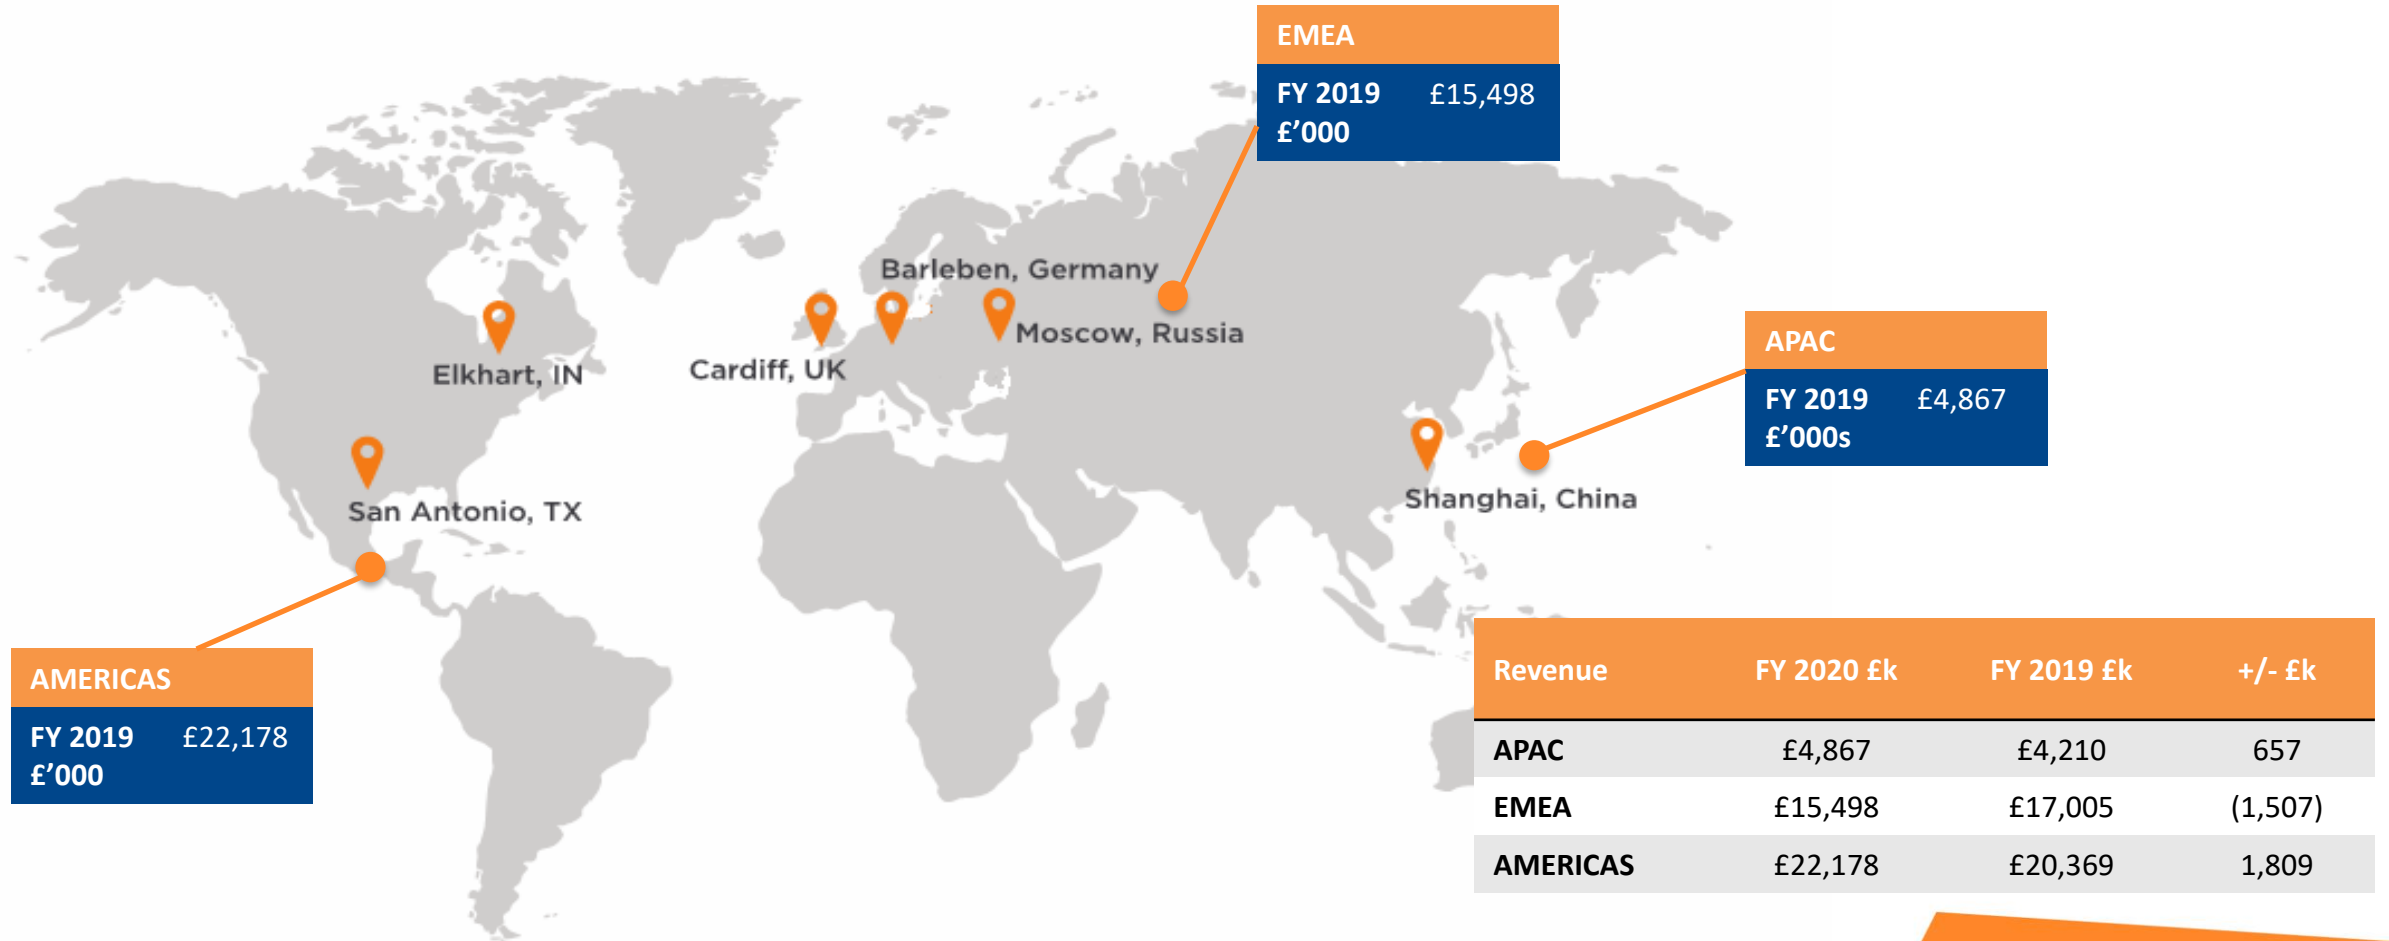 EMEA
FY 2019 £15,498
£’000
Barleben, Germany
Moscow, Russia
Elkhart, IN
Cardiff, UK
APAC
FY 2019 £4,867
£’000s
San Antonio, TX
Shanghai, China
AMERICAS
FY 2019 £22,178
£’000
Revenue FY 2020 £k FY 2019 £k +/- £k
APAC £4,867 £4,210 657
EMEA £15,498 £17,005 (1,507)
AMERICAS £22,178 £20,369 1,809